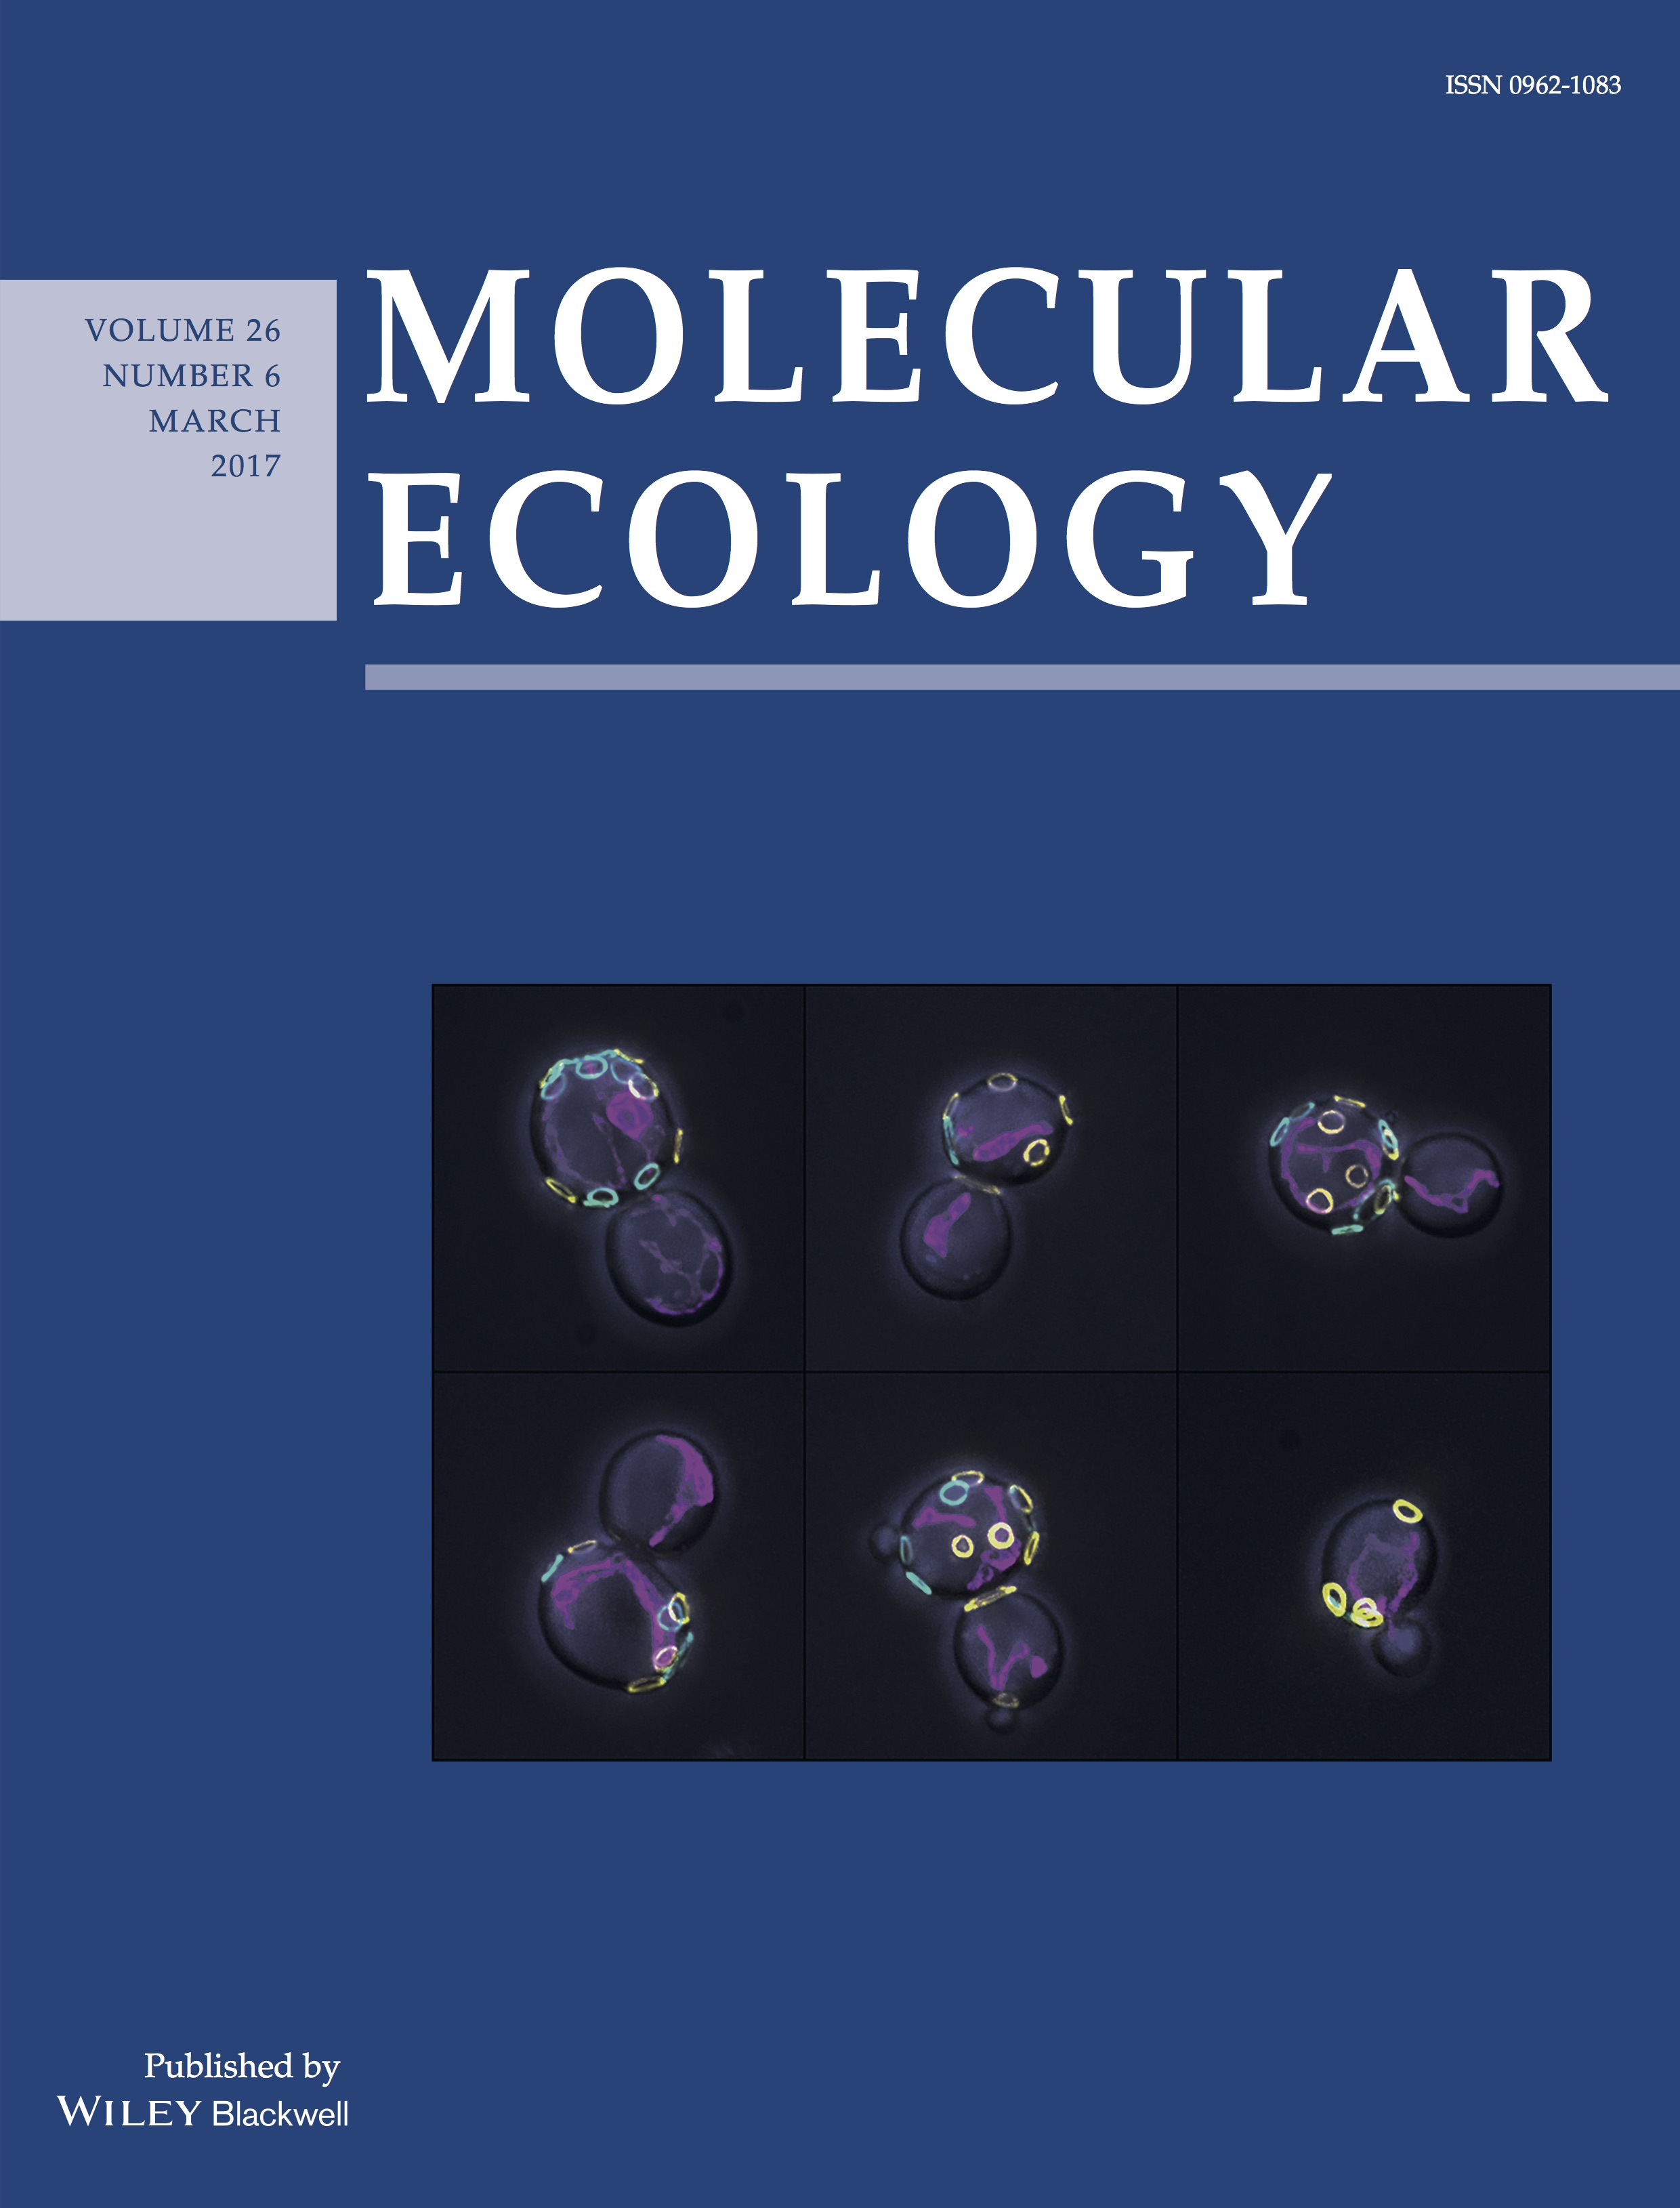 ISSN 0962-1083
VOLUME 26
NUMBER 6
MARCH
2017
MOLECULAR
ECOLOGY
Published by
WILEY Blackwell